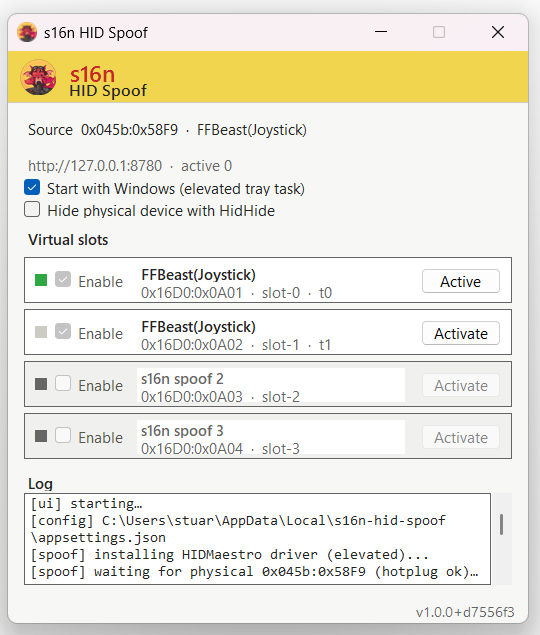 s16n HID Spoof
s16n
HID Spoof
Source 0x045b:0x58F9 · FFBeast(Joystick)
http://127.0.0.1:8780 · active 0
Start with Windows (elevated tray task)
Hide physical device with HidHide
Virtual slots
Enable
FFBeast(Joystick)
0x16D0:0x0A01 · slot-0 · t0
Active
Enable
FFBeast(Joystick)
0x16D0:0x0A02 · slot-1 · t1
Activate
Enable
s16n spoof 2
0x16D0:0x0A03 · slot-2
Activate
Enable
s16n spoof 3
0x16D0:0x0A04 · slot-3
Activate
Log
[ui] starting…
[config] C:\Users\stuar\AppData\Local\s16n-hid-spoof
\appsettings.json
[spoof] installing HIDMaestro driver (elevated)...
[spoof] waiting for physical 0x045b:0x58F9 (hotplug ok)…
v1.0.0+d7556f3